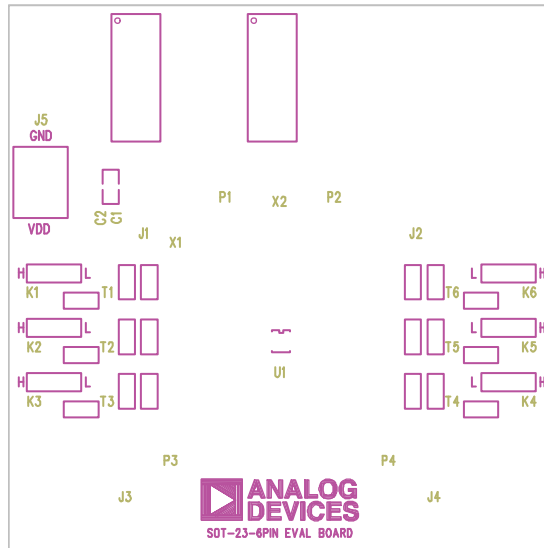 J5
GND
P1 X2 P2
C2 C1
VDD
J1 X1 J2
H L L H
K1 T1 T6 K6
H L L H
K2 T2 T5 K5
U1
H L L H
K3 T3 T4 K4
P3 P4
J3 J4
ANALOG
DEVICES
SOT-23-6PIN EVAL BOARD